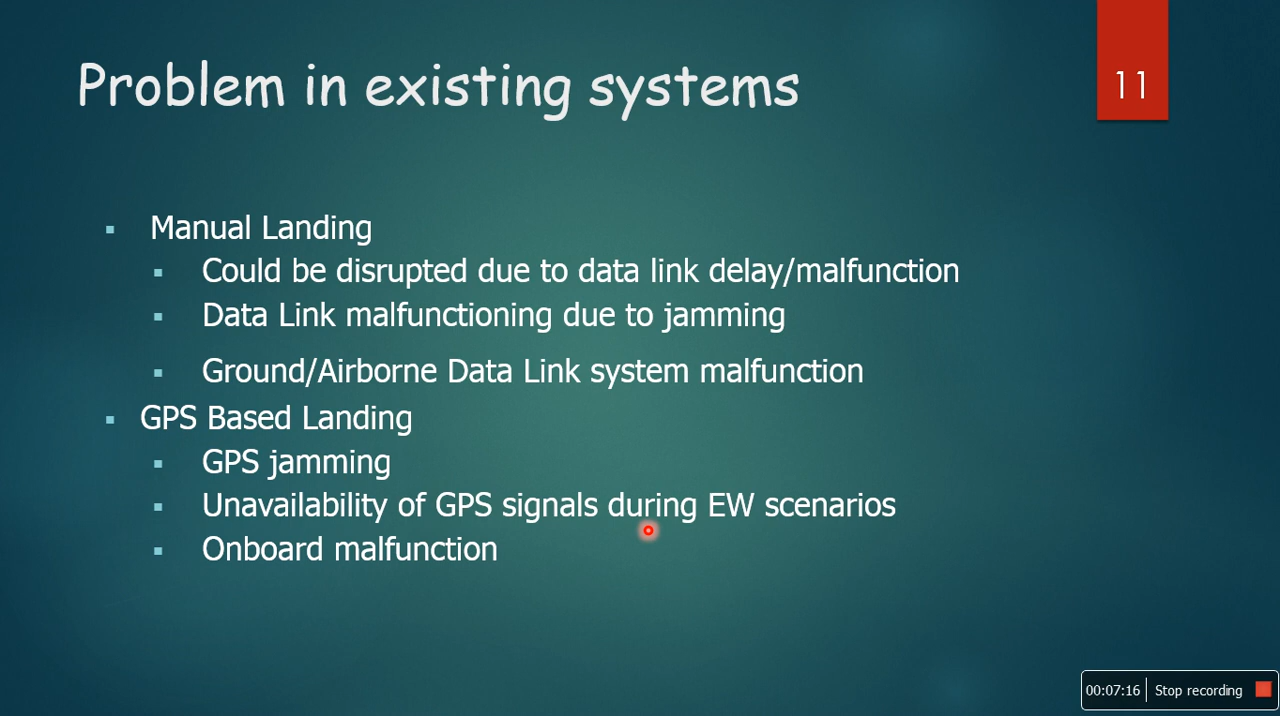 Problem in existing systems
11
Manual Landing
Could be disrupted due to data link delay/malfunction
Data Link malfunctioning due to jamming
Ground/Airborne Data Link system malfunction
GPS Based Landing
GPS jamming
Unavailability of GPS signals during EW scenarios
Onboard malfunction
00:07:16 Stop recording